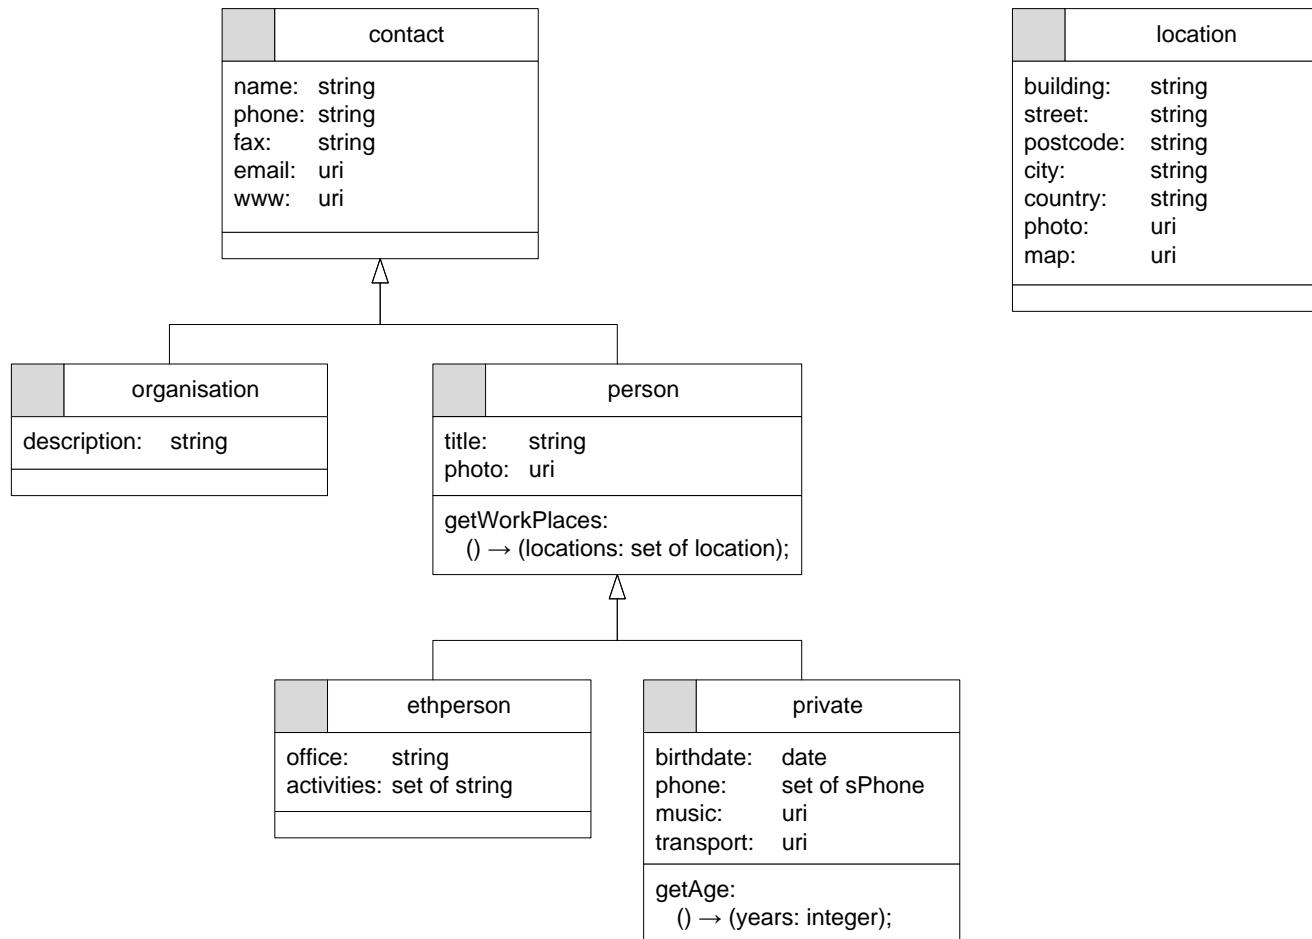 contact
name: string
phone: string
fax: string
email: uri
www: uri
location
building: string
street: string
postcode: string
city: string
country: string
photo: uri
map: uri
organisation
description: string
person
title: string
photo: uri
getWorkPlaces:
() → (locations: set of location);
ethperson
office: string
activities: set of string
private
birthdate: date
phone: set of sPhone
music: uri
transport: uri
getAge:
() → (years: integer);